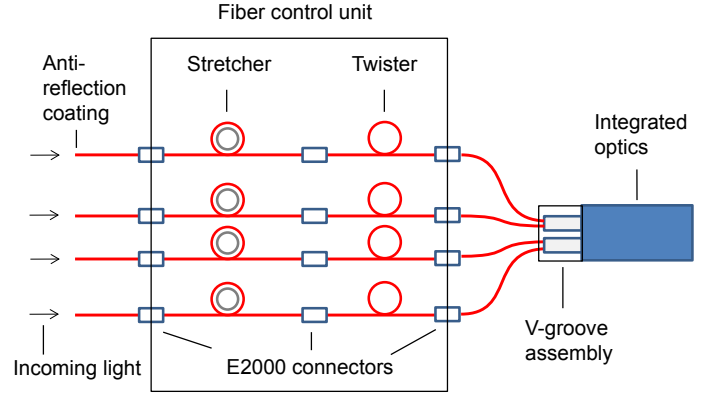 Fiber control unit
Anti-
reflection
coating
Stretcher
Twister
Integrated
optics
Incoming light
E2000 connectors
V-groove
assembly